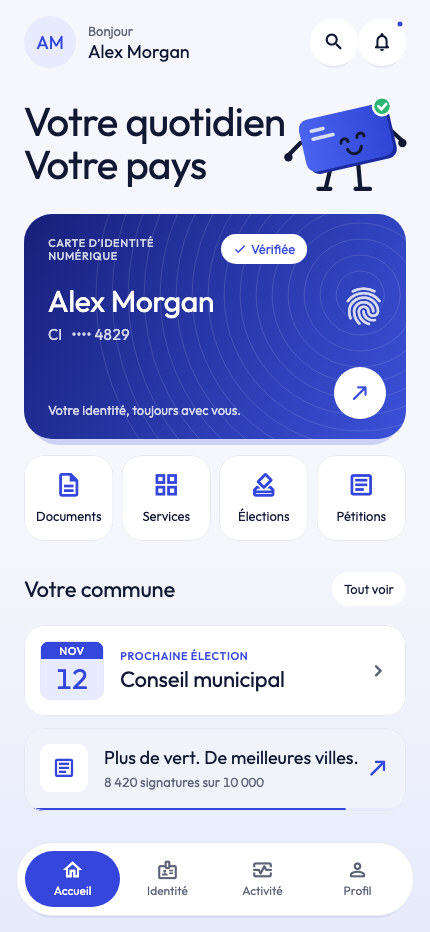 AM
Bonjour
Alex Morgan
Votre quotidien
Votre pays
CARTE D'IDENTITÉ
NUMÉRIQUE
Vérifiée
Alex Morgan
CI •••• 4829
Votre identité, toujours avec vous.
Documents
Services
Élections
Pétitions
Votre commune
Tout voir
NOV
12
PROCHAINE ÉLECTION
Conseil municipal
Plus de vert. De meilleures villes.
8 420 signatures sur 10 000
Accueil
Identité
Activité
Profil